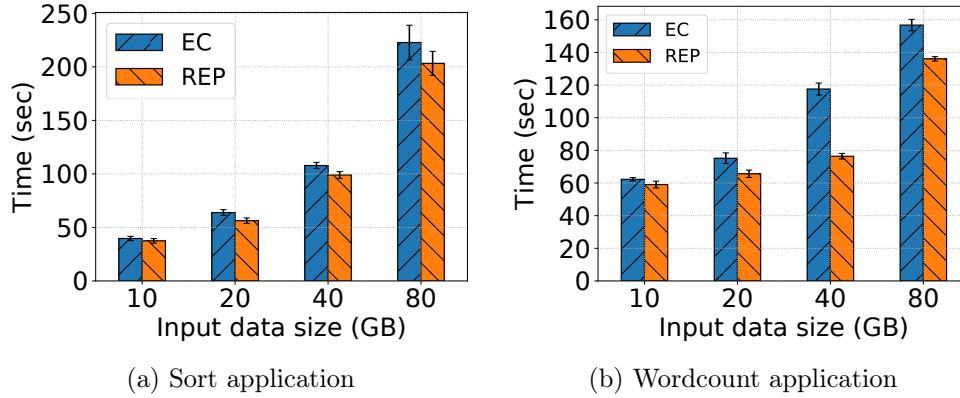 250
200
150
100
50
0
Time (sec)
EC
REP
10 20 40 80
Input data size (GB)
(a) Sort application
160
140
120
100
80
60
40
20
0
Time (sec)
EC
REP
10 20 40 80
Input data size (GB)
(b) Wordcount application